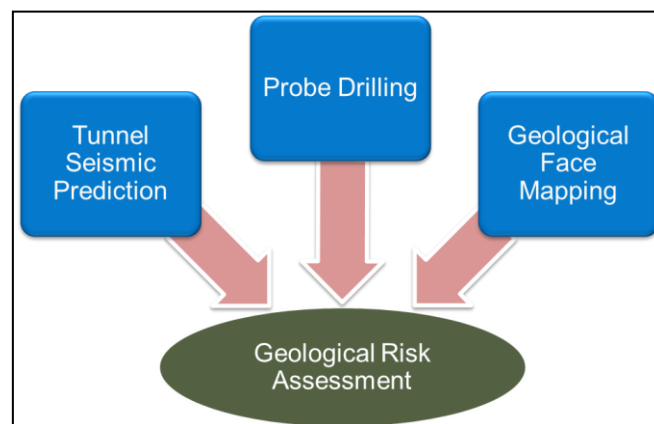 Probe Drilling
Tunnel
Seismic
Prediction
Geological
Face
Mapping
Geological Risk
Assessment